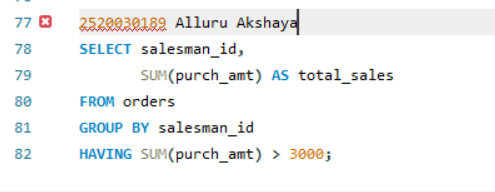 77 2520030189 Alluru Akshaya
78 SELECT salesman_id,
79 SUM(purch_amt) AS total_sales
80 FROM orders
81 GROUP BY salesman_id
82 HAVING SUM(purch_amt) > 3000;